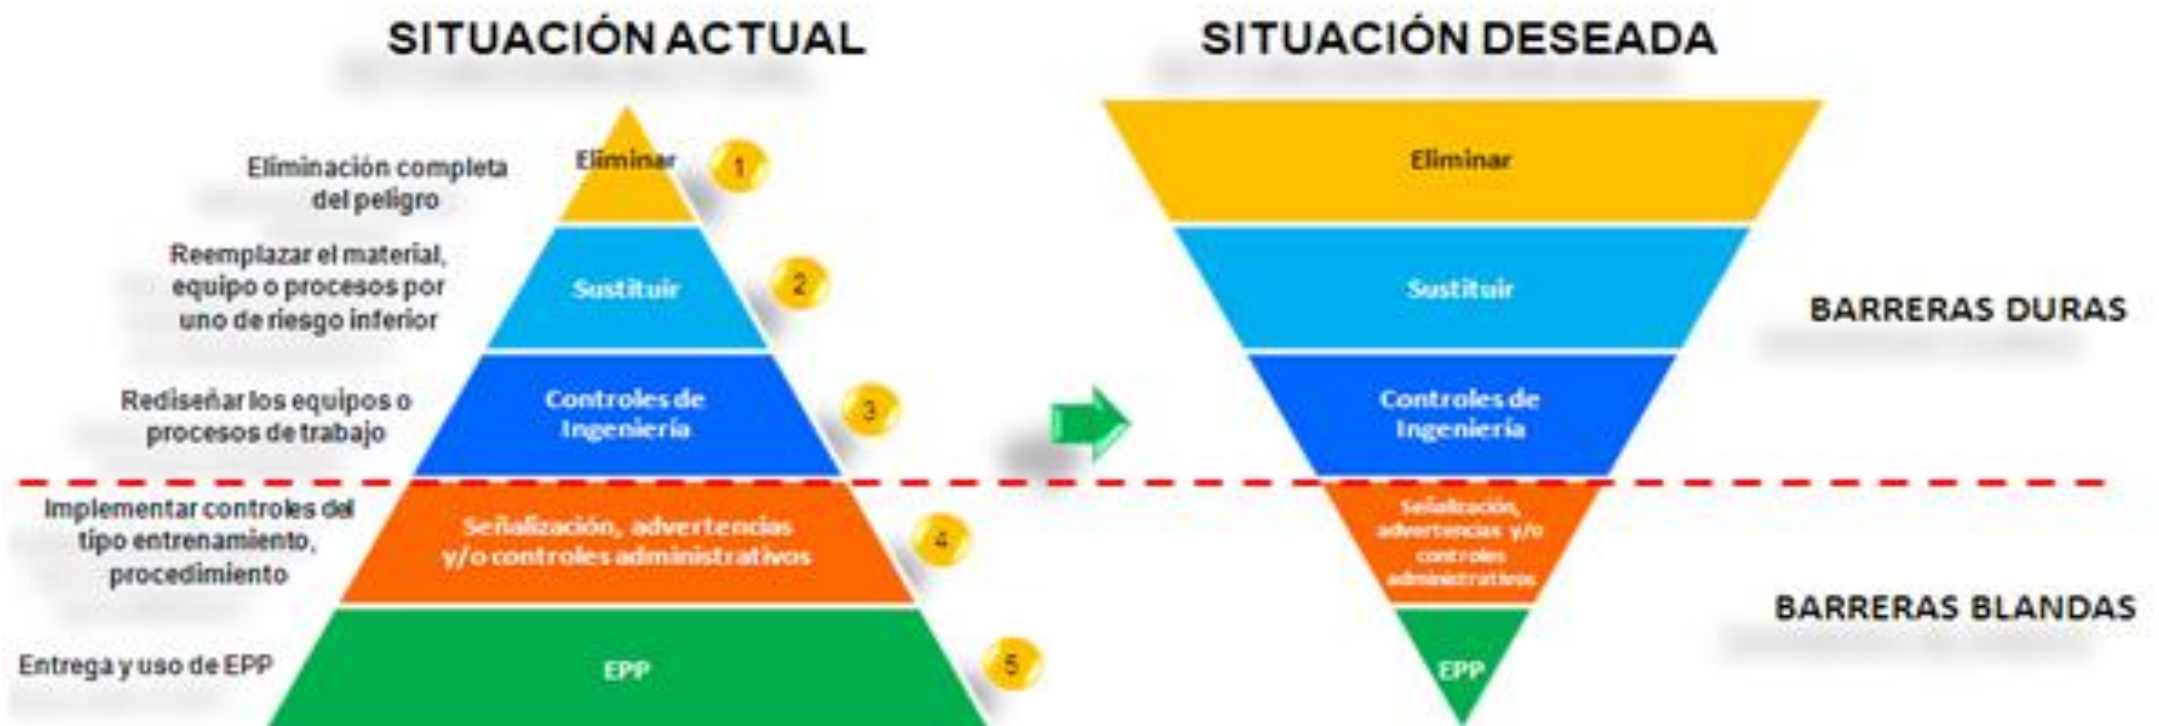 SITUACIÓN ACTUAL
Eliminación completa
del peligro
Eliminar
1
Reemplazar el material,
equipo o procesos por
uno de riesgo inferior
Sustituir
2
Rediseñar los equipos o
procesos de trabajo
Controles de
Ingeniería
3
Implementar controles del
tipo entrenamiento,
procedimiento
Señalización, advertencias
y/o controles administrativos
4
Entrega y uso de EPP
EPP
5
SITUACIÓN DESEADA
Eliminar
Sustituir
Controles de
Ingeniería
Señalización,
advertencias y/o
controles
administrativos
EPP
BARRERAS DURAS
BARRERAS BLANDAS